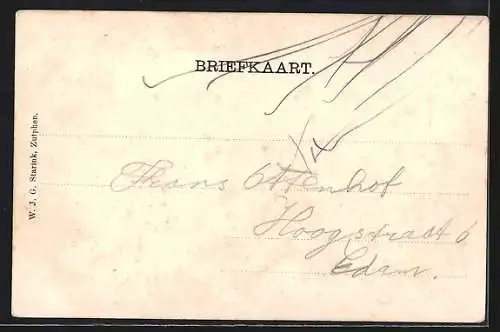 BRIEFKAART.
W. J. G. Starink, Zutphen.
Frans Ottenhof
Hoogstraat 6
Edam.